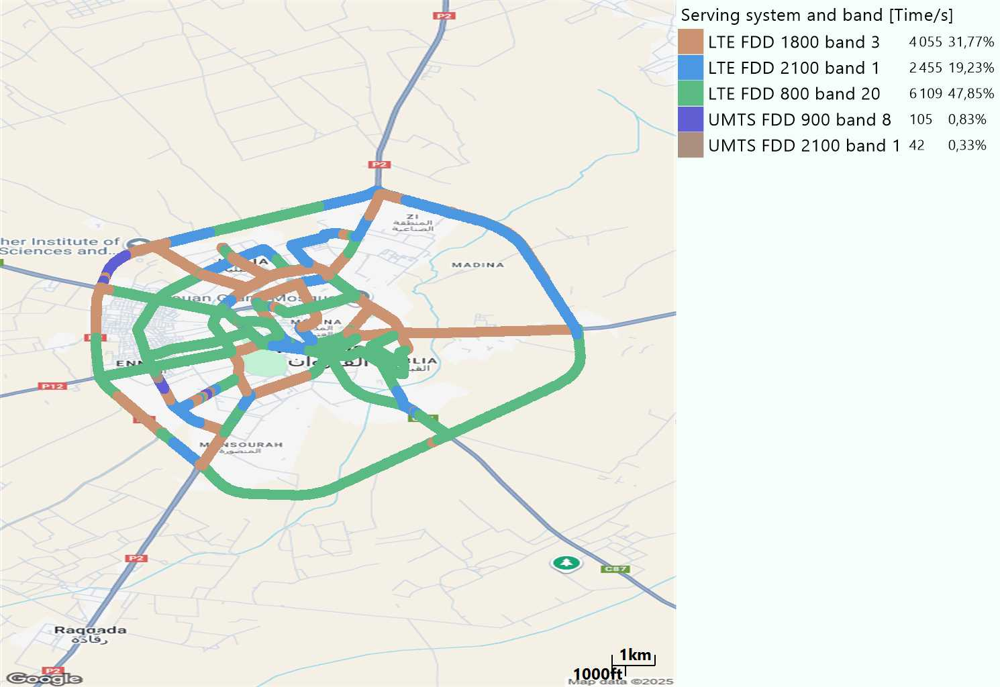 P2
P2
ZI
المنطقة
الصناعية
her Institute of
Sciences and...
MADINA
P12
MANSOURAH
المنصورة
P2
C87
Raqqada
رقادة
P2
Google
1km
1000ft
Map data ©2025
Serving system and band [Time/s]
LTE FDD 1800 band 3 4 055 31,77%
LTE FDD 2100 band 1 2 455 19,23%
LTE FDD 800 band 20 6 109 47,85%
UMTS FDD 900 band 8 105 0,83%
UMTS FDD 2100 band 1 42 0,33%